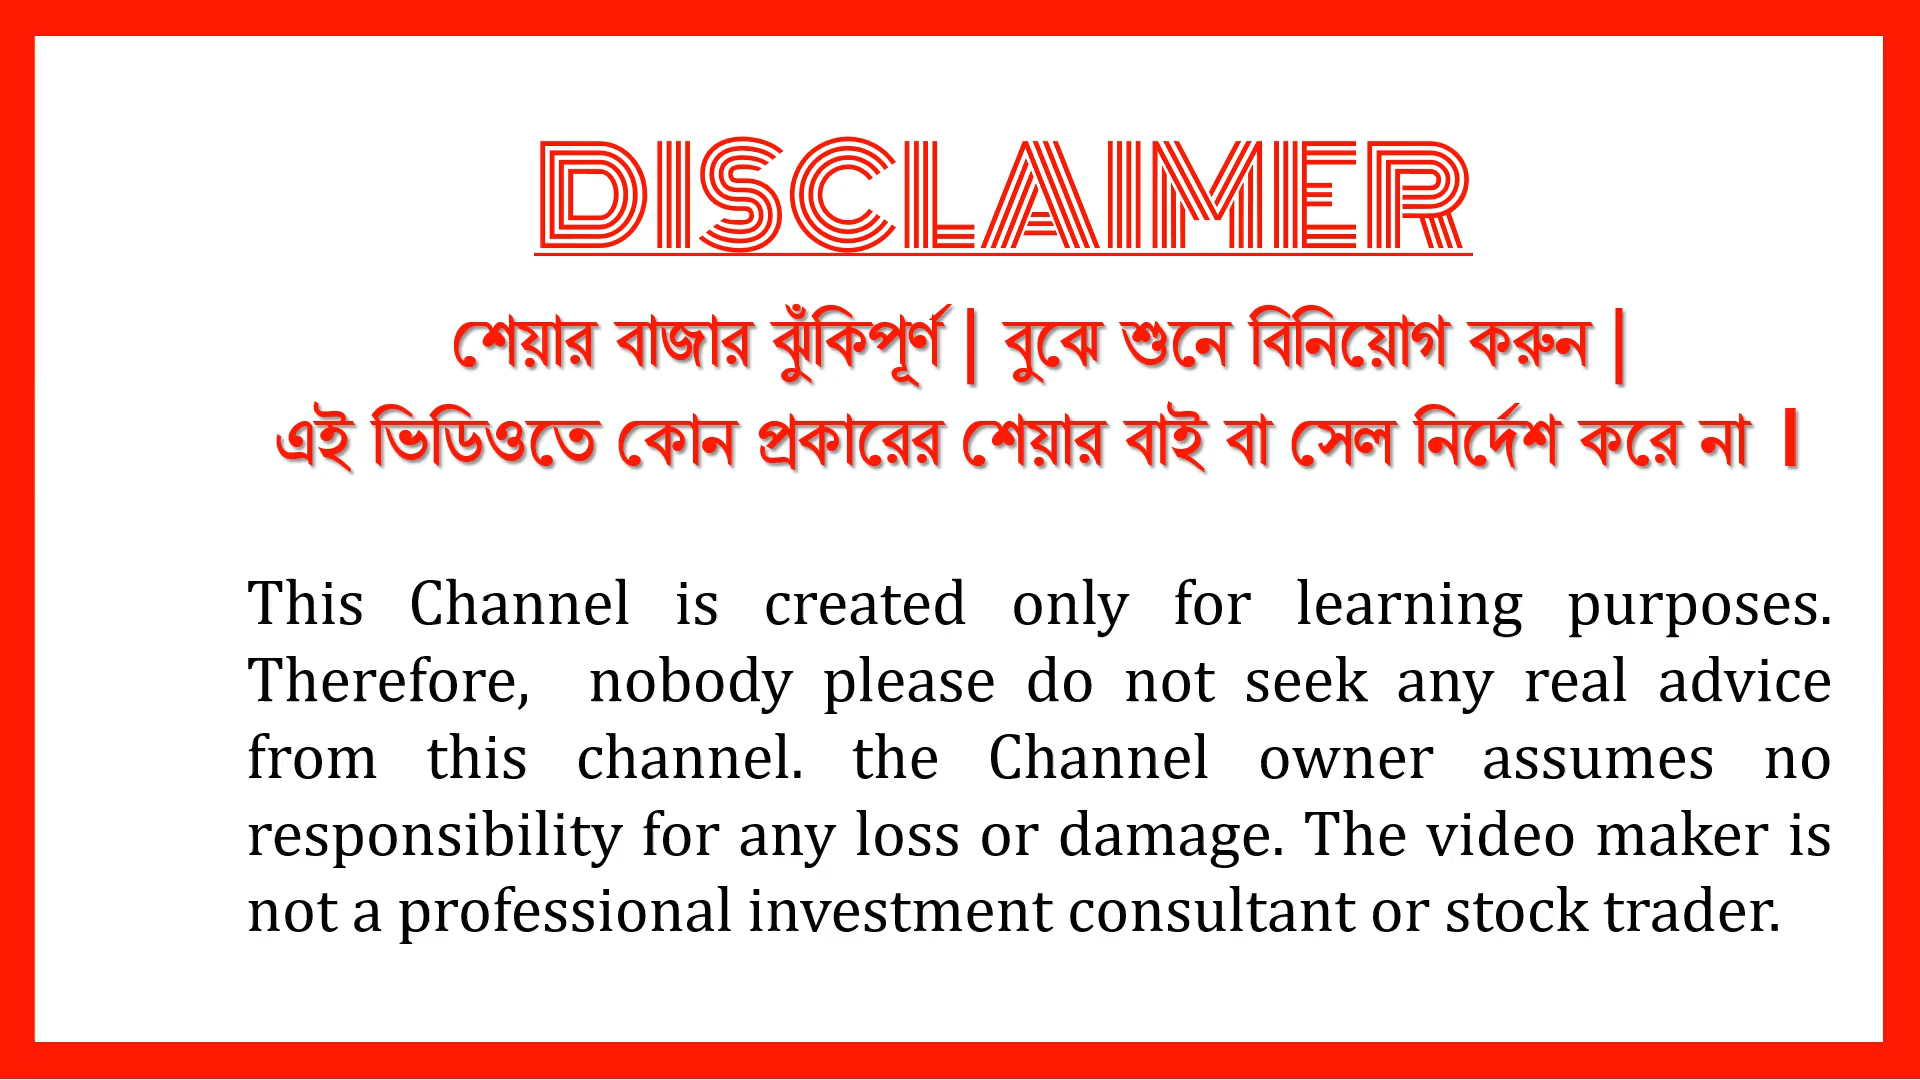 DISCLAIMER
শেয়ার বাজার ঝুঁকিপূর্ণ | বুঝে শুনে বিনিয়োগ করুন |
এই ভিডিওতে কোন প্রকারের শেয়ার বাই বা সেল নির্দেশ করে না ।
This Channel is created only for learning purposes.
Therefore, nobody please do not seek any real advice
from this channel. the Channel owner assumes no
responsibility for any loss or damage. The video maker is
not a professional investment consultant or stock trader.